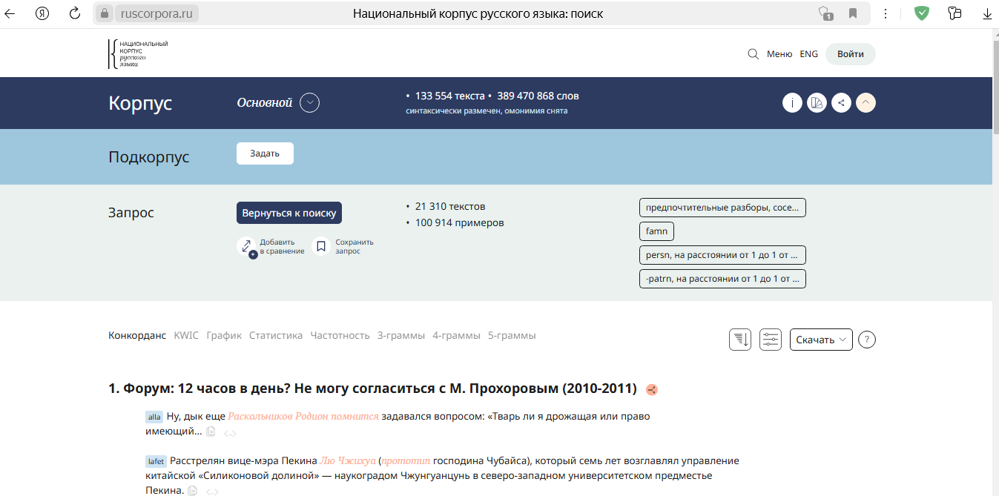 ruscorpora.ru
Национальный корпус русского языка: поиск
1
НАЦИОНАЛЬНЫЙ
КОРПУС
русского
языка
Меню ENG Войти
Корпус
Основной
• 133 554 текста • 389 470 868 слов
синтаксически размечен, омонимия снята
Подкорпус
Задать
Запрос
Вернуться к поиску
Добавить
в сравнение
Сохранить
запрос
• 21 310 текстов
• 100 914 примеров
предпочтительные разборы, сосе...
famn
persn, на расстоянии от 1 до 1 от ...
-patrn, на расстоянии от 1 до 1 от ...
Конкорданс KWIC График Статистика Частотность 3-граммы 4-граммы 5-граммы
Скачать ?
1. Форум: 12 часов в день? Не могу согласиться с М. Прохоровым (2010-2011)
alla Ну, дык еще Раскольников Родион помнится задавался вопросом: «Тварь ли я дрожащая или право
имеющий...
lafet Расстрелян вице-мэра Пекина Лю Чжихуа (прототип господина Чубайса), который семь лет возглавлял управление
китайской «Силиконовой долиной» — наукоградом Чжунгуанцунь в северо-западном университетском предместье
Пекина.